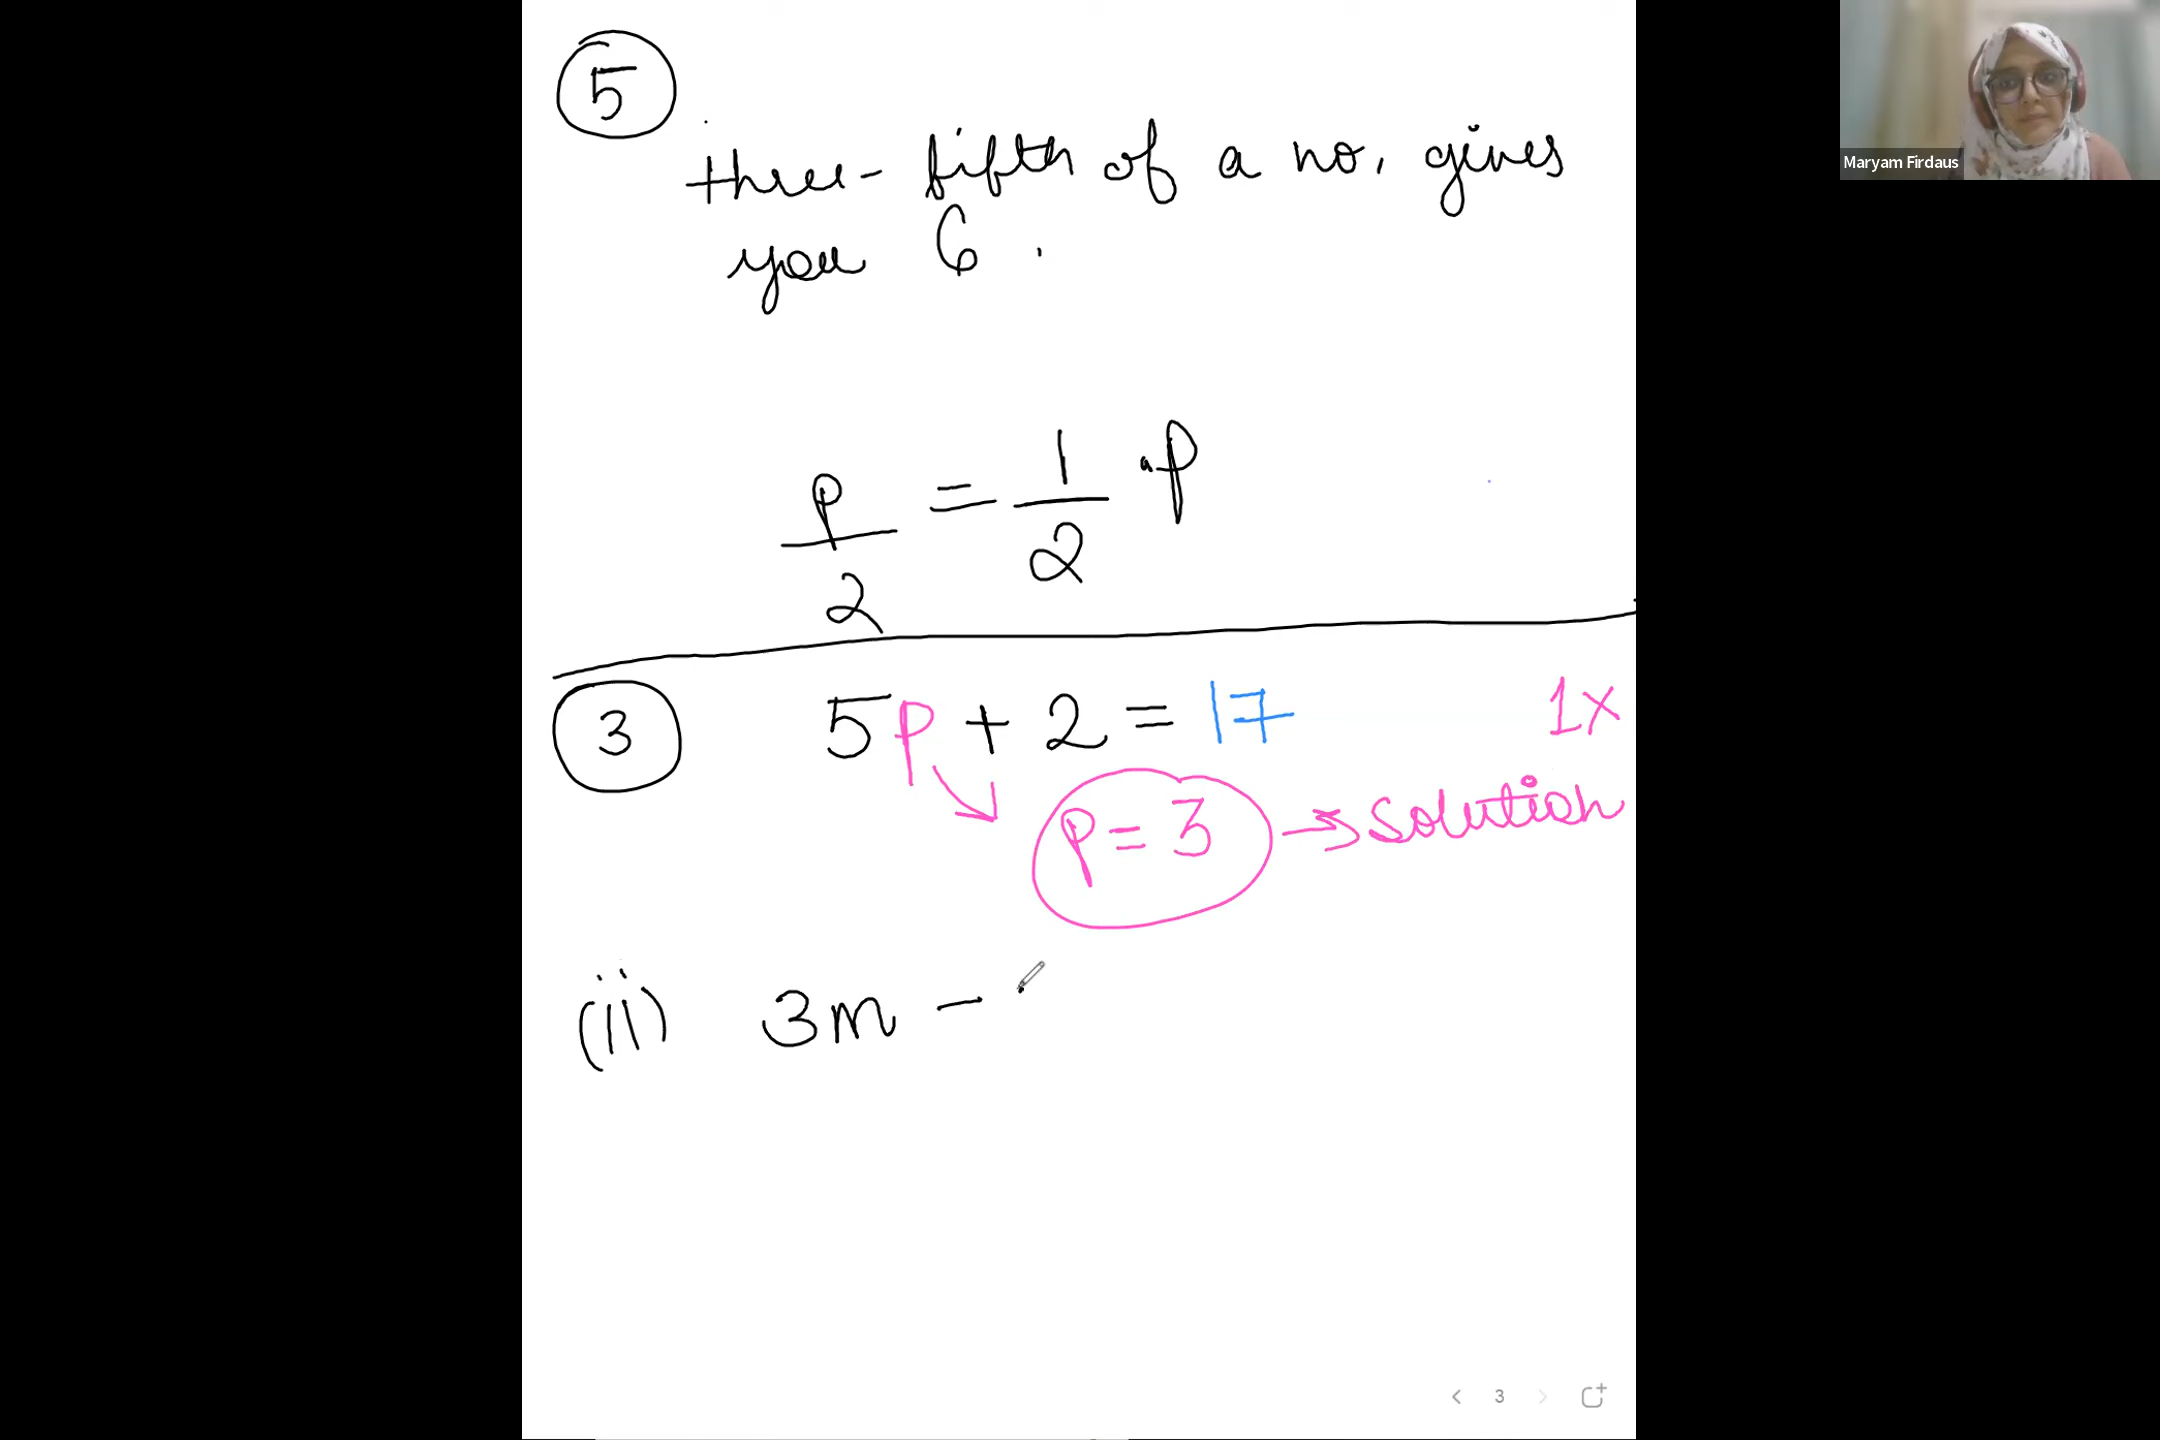 5
three-fifth of a no. gives
you 6.
p/2 = 1/2 · p
3
5p + 2 = 17
1x
p = 3 → solution
(ii) 3m -
Maryam Firdaus
< 3 >